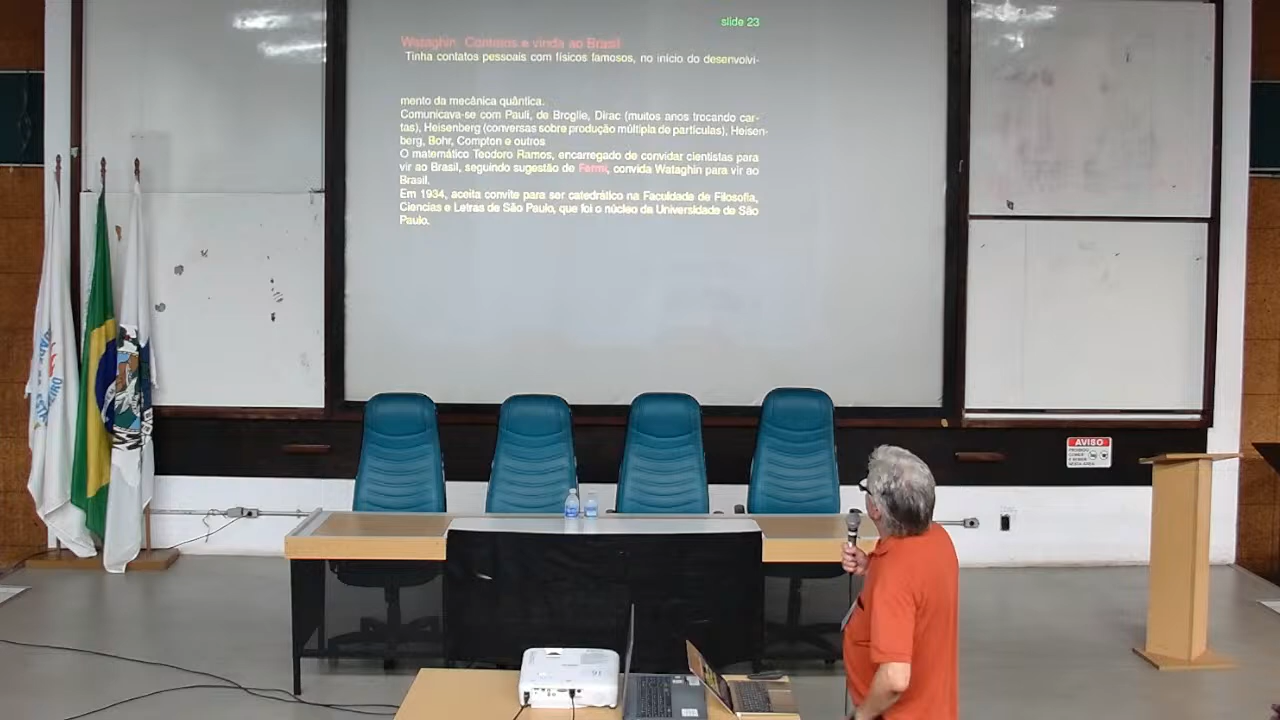 slide 23
Wataghin. Contatos e vinda ao Brasil
Tinha contatos pessoais com físicos famosos, no início do desenvolvi-
mento da mecânica quântica.
Comunicava-se com Pauli, de Broglie, Dirac (muitos anos trocando car-
tas), Heisenberg (conversas sobre produção múltipla de partículas), Heisen-
berg, Bohr, Compton e outros
O matemático Teodoro Ramos, encarregado de convidar cientistas para
vir ao Brasil, seguindo sugestão de Fermi, convida Wataghin para vir ao
Brasil.
Em 1934, aceita convite para ser catedrático na Faculdade de Filosofia,
Ciencias e Letras de São Paulo, que foi o núcleo da Universidade de São
Paulo.
AVISO